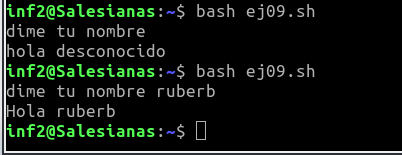 inf2@Salesianas:~$ bash ej09.sh
dime tu nombre
hola desconocido
inf2@Salesianas:~$ bash ej09.sh
dime tu nombre ruberb
Hola ruberb
inf2@Salesianas:~$